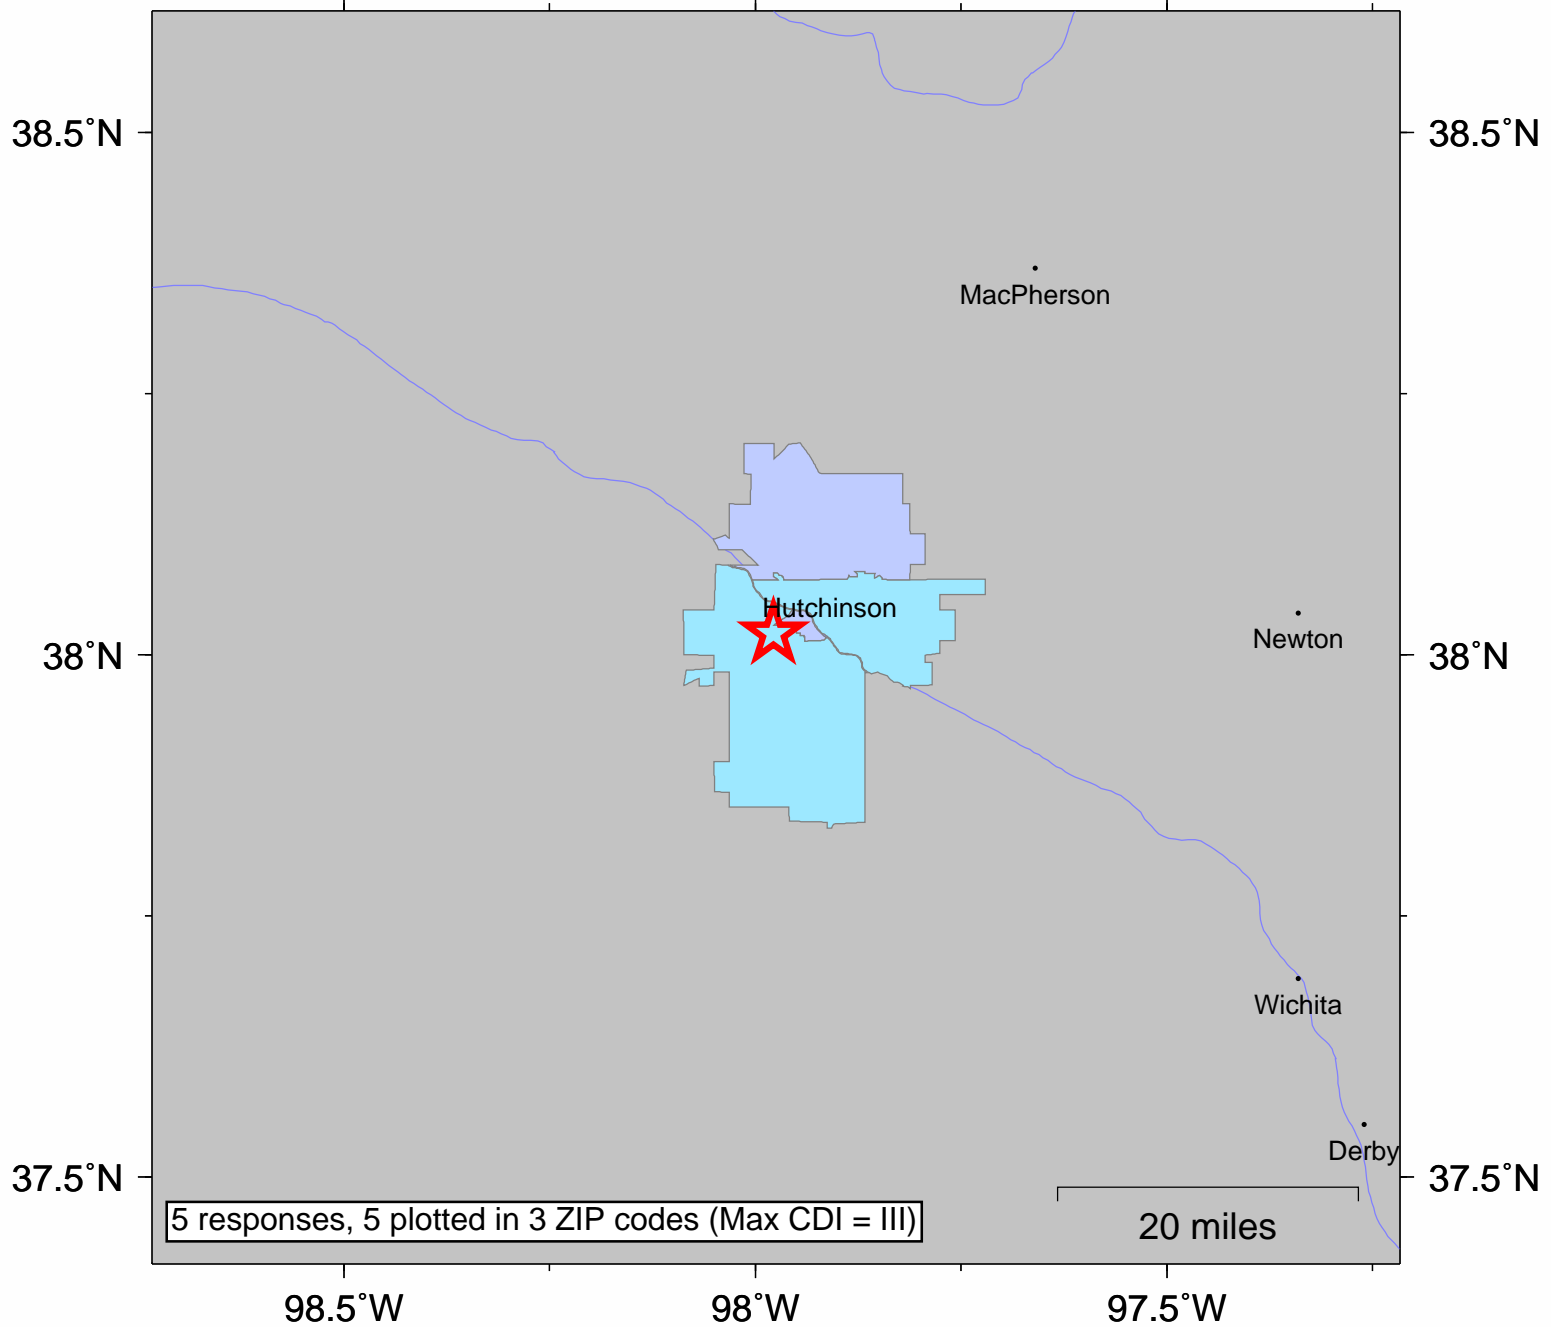 38.5°N
38.5°N
MacPherson
Hutchinson
Newton
38°N
38°N
Wichita
Derby
37.5°N
37.5°N
5 responses, 5 plotted in 3 ZIP codes (Max CDI = III)
20 miles
98.5°W
98°W
97.5°W